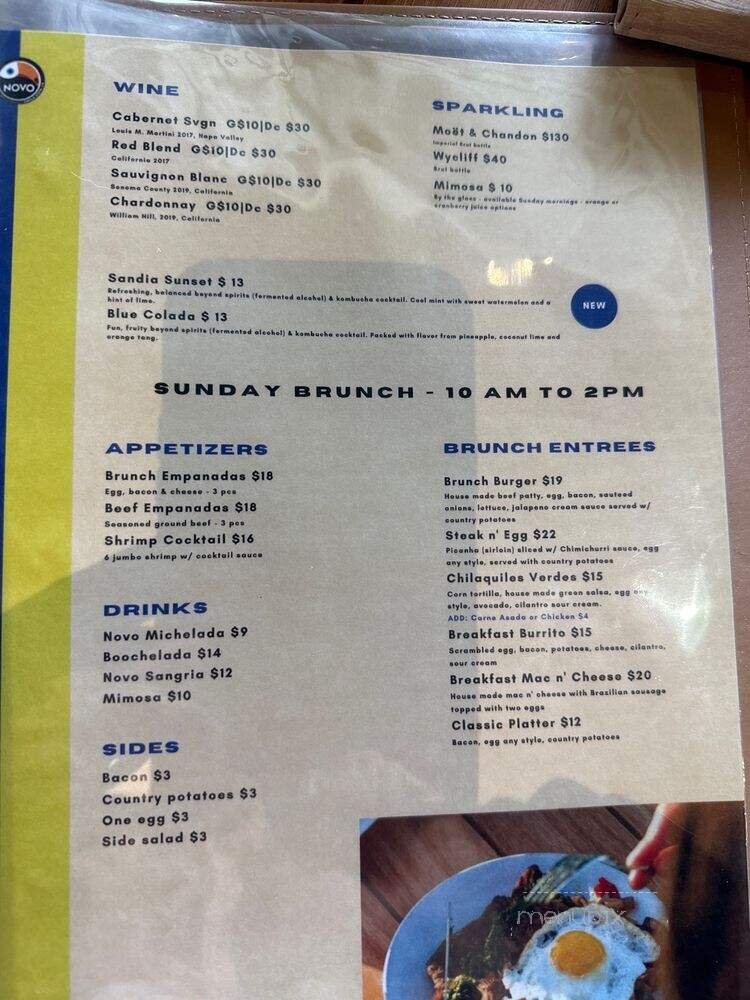 NOVO
WINE
Cabernet Svgn G$10|Dc $30
Louis M. Martini 2017, Napa Valley
Red Blend G$10|Dc $30
California 2017
Sauvignon Blanc G$10|Dc $30
Sonoma County 2019, California
Chardonnay G$10|Dc $30
William Hill, 2019, California
SPARKLING
Moët & Chandon $130
Imperial Brut bottle
Wycliff $40
Brut bottle
Mimosa $ 10
By the glass - available Sunday mornings - orange or
cranberry juice options
Sandia Sunset $ 13
Refreshing, balanced beyond spirits (fermented alcohol) & kombucha cocktail. Cool mint with sweet watermelon and a
hint of lime.
Blue Colada $ 13
Fun, fruity beyond spirits (fermented alcohol) & kombucha cocktail. Packed with flavor from pineapple, coconut lime and
orange tang.
NEW
SUNDAY BRUNCH - 10 AM TO 2PM
APPETIZERS
Brunch Empanadas $18
Egg, bacon & cheese - 3 pcs
Beef Empanadas $18
Seasoned ground beef - 3 pcs
Shrimp Cocktail $16
6 jumbo shrimp w/ cocktail sauce
DRINKS
Novo Michelada $9
Boochelada $14
Novo Sangria $12
Mimosa $10
SIDES
Bacon $3
Country potatoes $3
One egg $3
Side salad $3
BRUNCH ENTREES
Brunch Burger $19
House made beef patty, egg, bacon, sauteed
onions, lettuce, jalapeno cream sauce served w/
country potatoes
Steak n' Egg $22
Picanha (sirloin) sliced w/ Chimichurri sauce, egg
any style, served with country potatoes
Chilaquiles Verdes $15
Corn tortilla, house made green salsa, egg any
style, avocado, cilantro sour cream.
ADD: Carne Asada or Chicken $4
Breakfast Burrito $15
Scrambled egg, bacon, potatoes, cheese, cilantro,
sour cream
Breakfast Mac n' Cheese $20
House made mac n' cheese with Brazilian sausage
topped with two eggs
Classic Platter $12
Bacon, egg any style, country potatoes
menupix